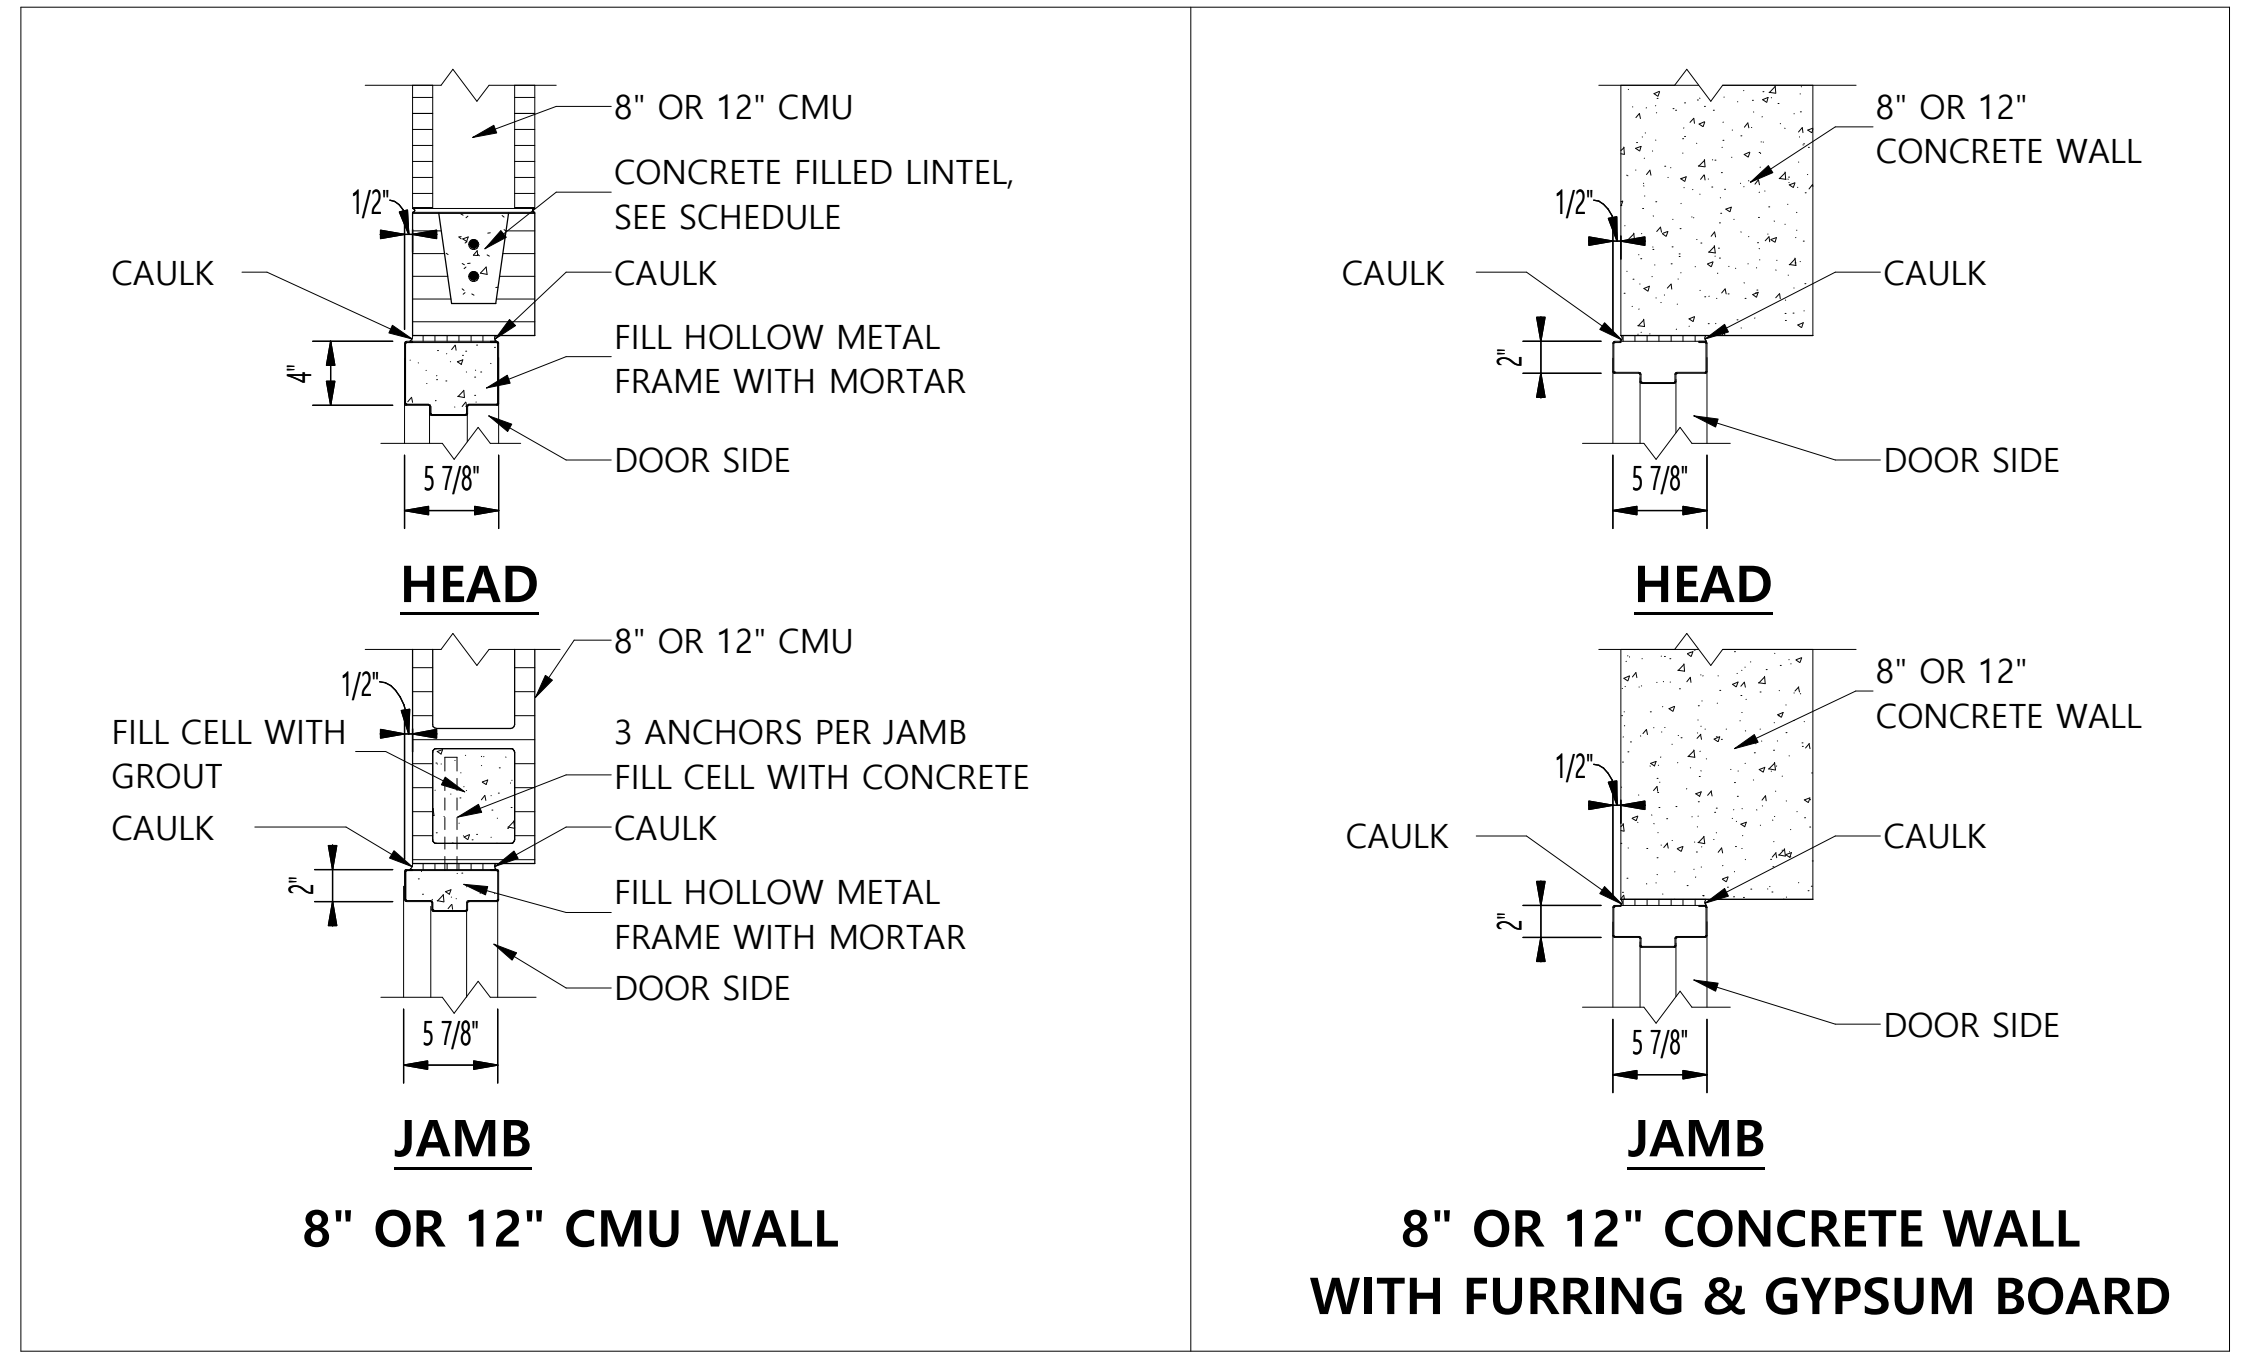 8" OR 12" CMU
CONCRETE FILLED LINTEL,
SEE SCHEDULE
1/2"
CAULK
CAULK
FILL HOLLOW METAL
FRAME WITH MORTAR
4"
DOOR SIDE
5 7/8"
HEAD
8" OR 12" CMU
1/2"
FILL CELL WITH
GROUT
3 ANCHORS PER JAMB
FILL CELL WITH CONCRETE
CAULK
CAULK
2"
FILL HOLLOW METAL
FRAME WITH MORTAR
DOOR SIDE
5 7/8"
JAMB
8" OR 12" CMU WALL
8" OR 12"
CONCRETE WALL
1/2"
CAULK
CAULK
2"
DOOR SIDE
5 7/8"
HEAD
8" OR 12"
CONCRETE WALL
1/2"
CAULK
CAULK
2"
DOOR SIDE
5 7/8"
JAMB
8" OR 12" CONCRETE WALL
WITH FURRING & GYPSUM BOARD